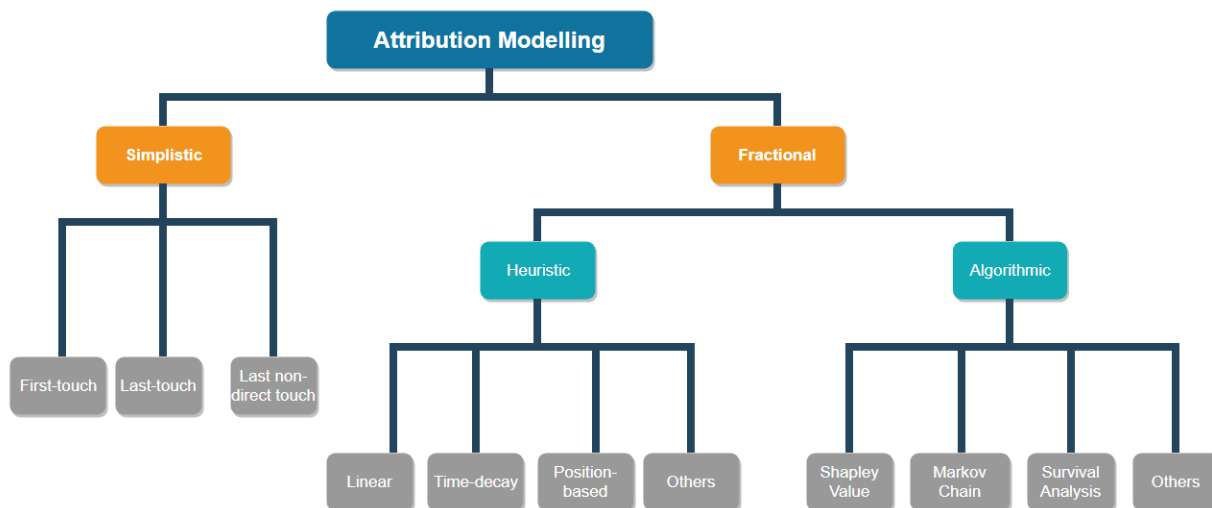 Attribution Modelling
Simplistic
Fractional
Heuristic
Algorithmic
First-touch
Last-touch
Last non-
direct touch
Linear
Time-decay
Position-
based
Others
Shapley
Value
Markov
Chain
Survival
Analysis
Others